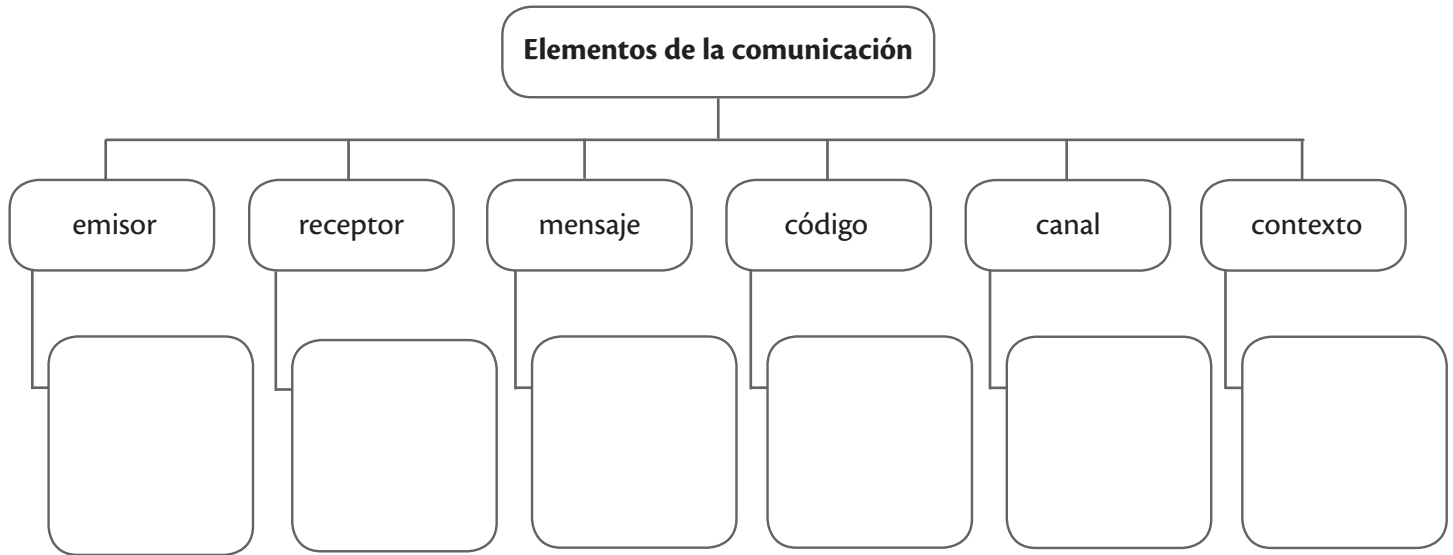 Elementos de la comunicación
emisor
receptor
mensaje
código
canal
contexto